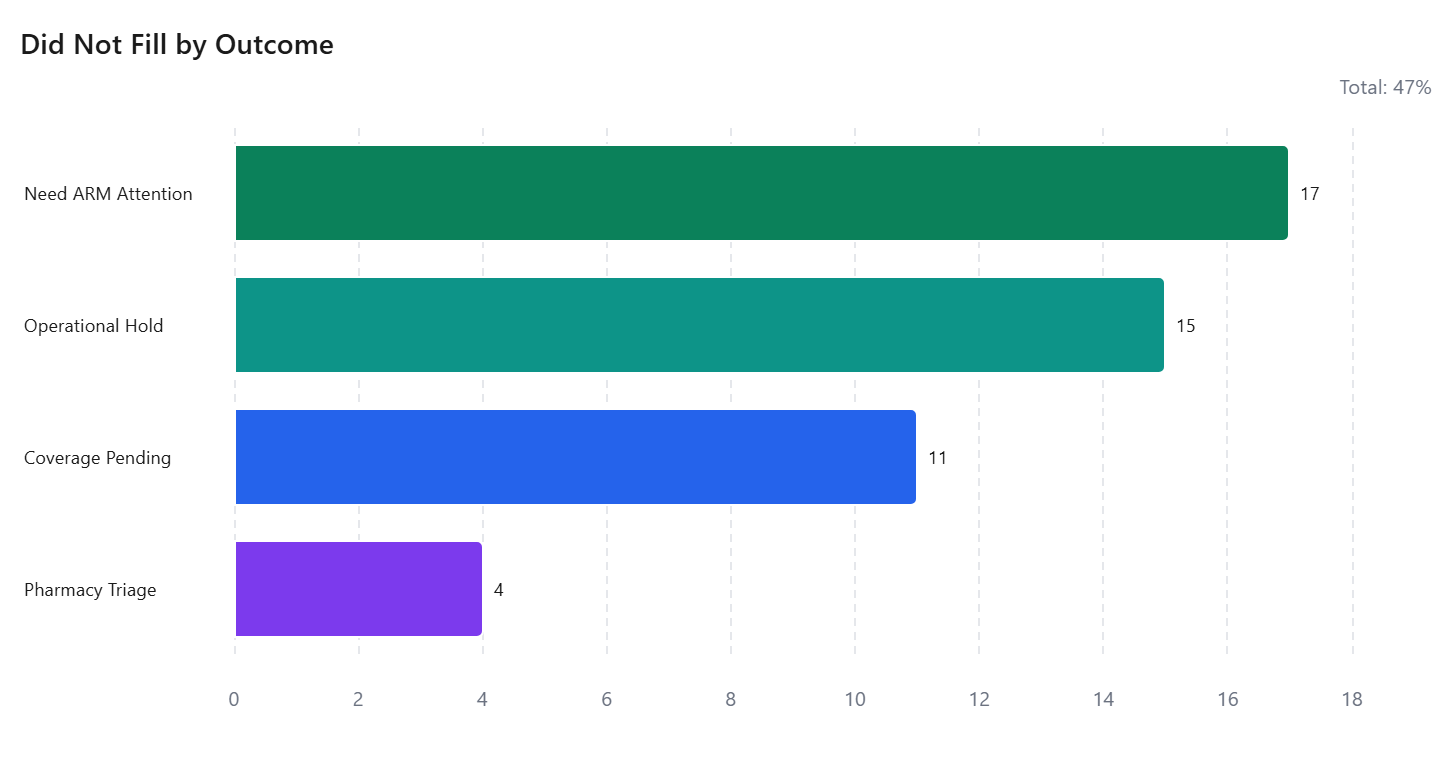 Did Not Fill by Outcome
Total: 47%
Need ARM Attention
17
Operational Hold
15
Coverage Pending
11
Pharmacy Triage
4
0 2 4 6 8 10 12 14 16 18